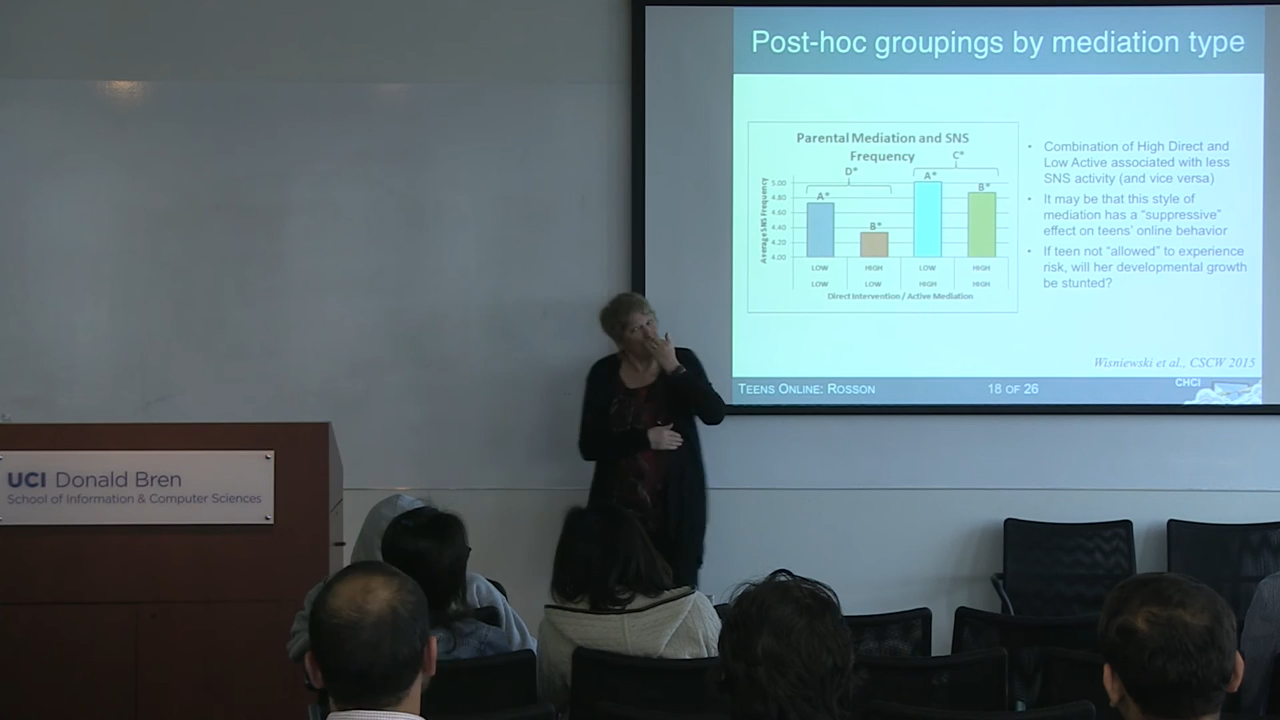 Post-hoc groupings by mediation type
Parental Mediation and SNS
Frequency
C*
D*
A*
B*
A*
B*
5.00
4.80
4.60
4.40
4.20
4.00
Average SNS Frequency
LOW HIGH LOW HIGH
LOW LOW HIGH HIGH
Direct Intervention / Active Mediation
• Combination of High Direct and
Low Active associated with less
SNS activity (and vice versa)
• It may be that this style of
mediation has a "suppressive"
effect on teens' online behavior
• If teen not "allowed" to experience
risk, will her developmental growth
be stunted?
Wisniewski et al., CSCW 2015
TEENS ONLINE: ROSSON 18 OF 26 CHCI
UCI Donald Bren
School of Information & Computer Sciences